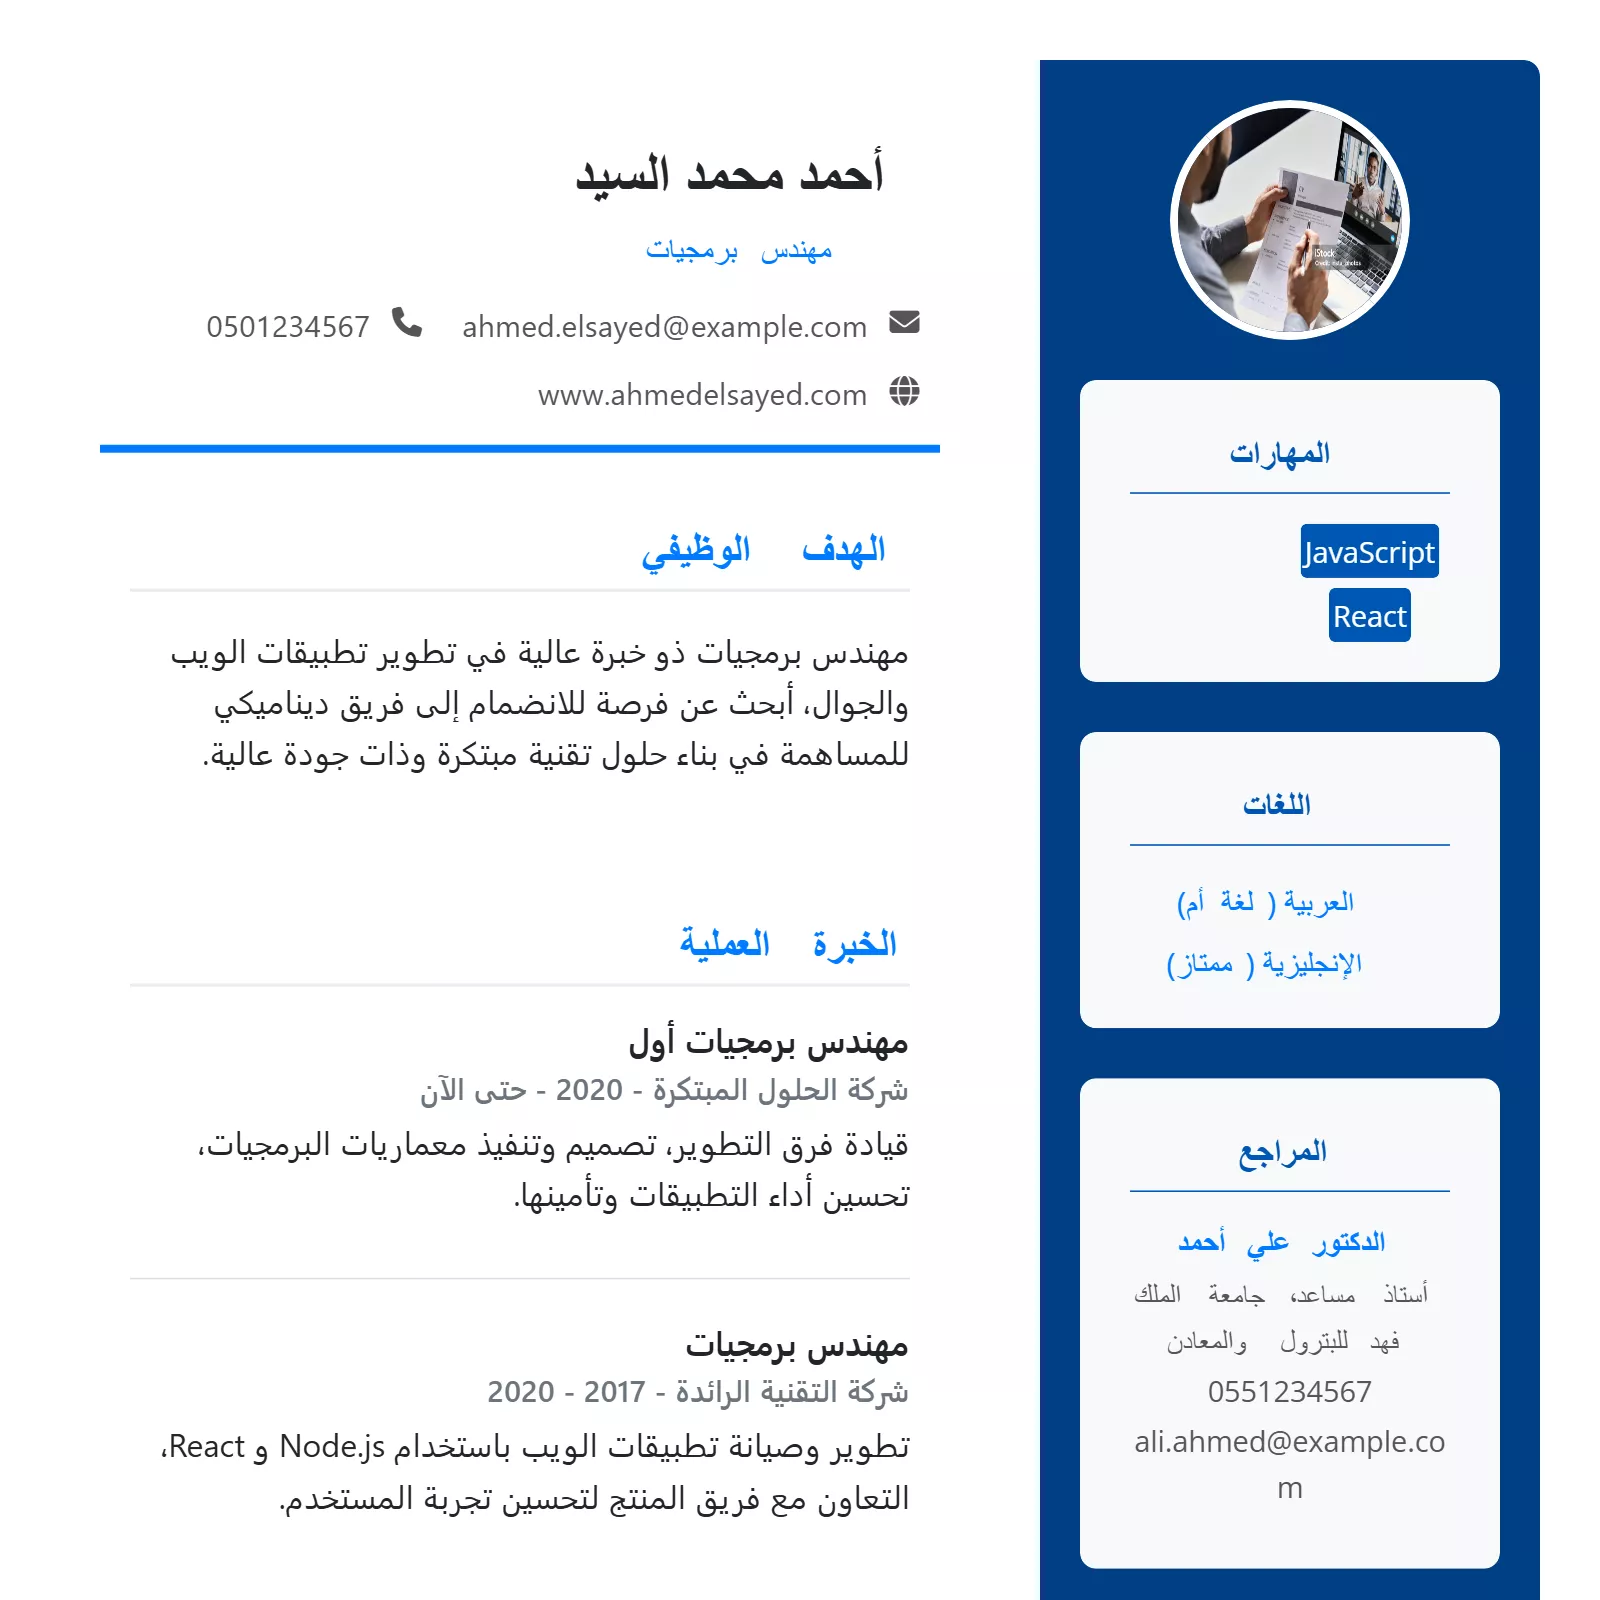 أحمد محمد السيد
مهندس برمجيات
ahmed.elsayed@example.com 0501234567
www.ahmedelsayed.com
الهدف الوظيفي
مهندس برمجيات ذو خبرة عالية في تطوير تطبيقات الويب
والجوال، أبحث عن فرصة للانضمام إلى فريق ديناميكي
للمساهمة في بناء حلول تقنية مبتكرة وذات جودة عالية.
الخبرة العملية
مهندس برمجيات أول
شركة الحلول المبتكرة - 2020 - حتى الآن
قيادة فرق التطوير، تصميم وتنفيذ معماريات البرمجيات،
تحسين أداء التطبيقات وتأمينها.
مهندس برمجيات
شركة التقنية الرائدة - 2017 - 2020
تطوير وصيانة تطبيقات الويب باستخدام Node.js و React،
التعاون مع فريق المنتج لتحسين تجربة المستخدم.
iStock
المهارات
JavaScript
React
اللغات
العربية (لغة أم)
الإنجليزية (ممتاز)
المراجع
الدكتور علي أحمد
أستاذ مساعد، جامعة الملك
فهد للبترول والمعادن
0551234567
ali.ahmed@example.co
m